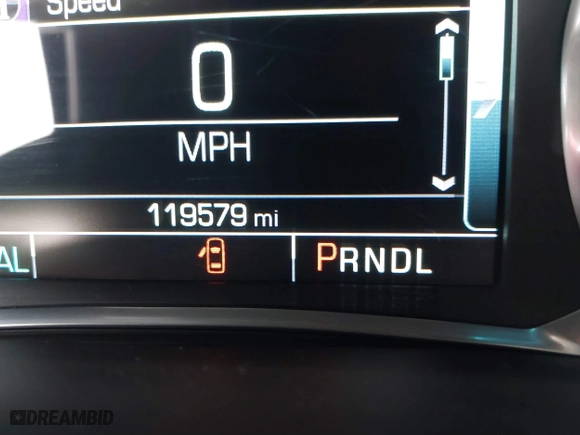 Speed
0
MPH
119579 mi
AL
PRNDL
DREAMBID